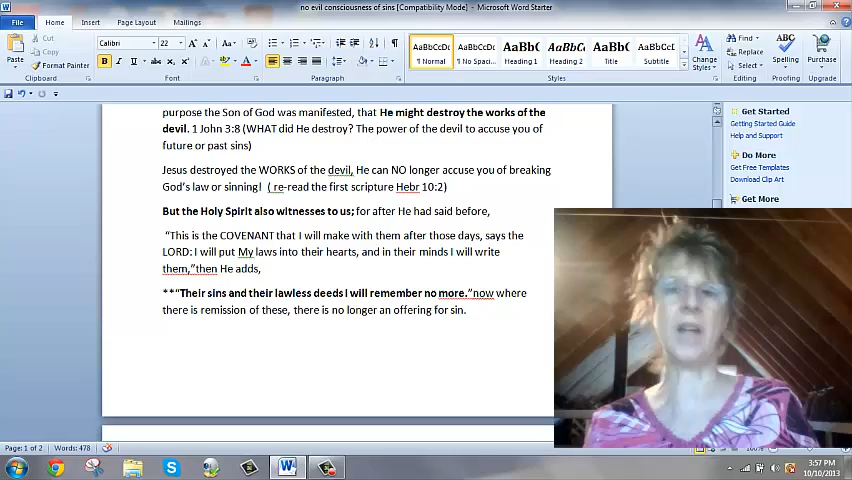 no evil consciousness of sins [Compatibility Mode] - Microsoft Word Starter
File Home Insert Page Layout Mailings
Paste
Cut
Copy
Format Painter
Clipboard
Calibri 22
Font
Paragraph
AaBbCcDc AaBbCcDc AaBbC AaBbCc AaBbC AaBbCcL
¶ Normal ¶ No Spaci... Heading 1 Heading 2 Title Subtitle
Styles
Change Styles
Find
Replace
Select
Editing
Spelling
Proofing
Purchase
Upgrade
purpose the Son of God was manifested, that He might destroy the works of the
devil. 1 John 3:8 (WHAT did He destroy? The power of the devil to accuse you of
future or past sins)
Jesus destroyed the WORKS of the devil, He can NO longer accuse you of breaking
God's law or sinning! ( re-read the first scripture Hebr 10:2)
But the Holy Spirit also witnesses to us; for after He had said before,
"This is the COVENANT that I will make with them after those days, says the
LORD: I will put My laws into their hearts, and in their minds I will write
them,"then He adds,
**"Their sins and their lawless deeds I will remember no more."now where
there is remission of these, there is no longer an offering for sin.
Get Started
Getting Started Guide
Help and Support
Do More
Relevant Templates
Download Clip Art
Get More
Page: 1 of 2 Words: 478
100%
3:57 PM
10/10/2013